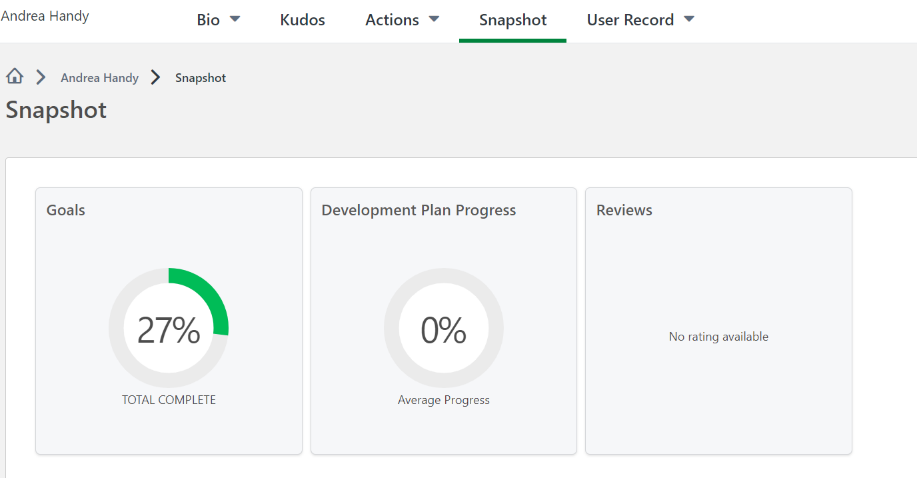 Andrea Handy
Bio Kudos Actions Snapshot User Record
Andrea Handy Snapshot
Snapshot
Goals
27%
TOTAL COMPLETE
Development Plan Progress
0%
Average Progress
Reviews
No rating available